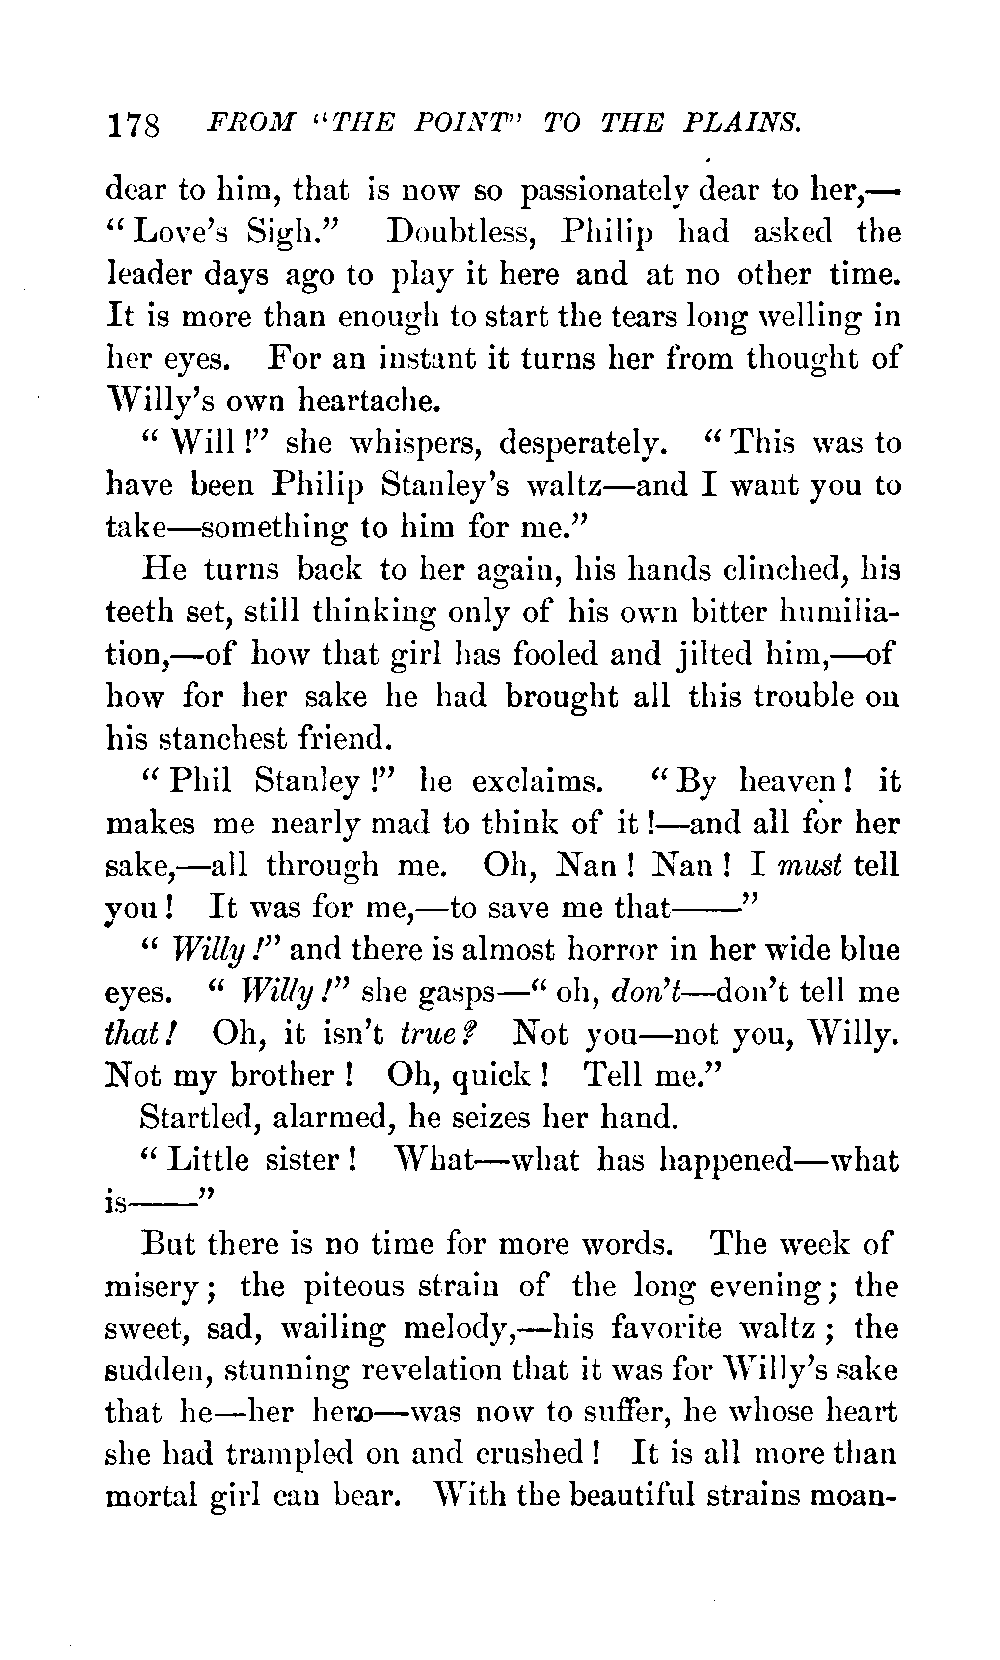 178 FROM "THE POINT" TO THE PLAINS.
dear to him, that is now so passionately dear to her,—
"Love's Sigh." Doubtless, Philip had asked the
leader days ago to play it here and at no other time.
It is more than enough to start the tears long welling in
her eyes. For an instant it turns her from thought of
Willy's own heartache.
"Will!" she whispers, desperately. "This was to
have been Philip Stanley's waltz—and I want you to
take—something to him for me."
He turns back to her again, his hands clinched, his
teeth set, still thinking only of his own bitter humilia-
tion,—of how that girl has fooled and jilted him,—of
how for her sake he had brought all this trouble on
his stanchest friend.
"Phil Stanley!" he exclaims. "By heaven! it
makes me nearly mad to think of it!—and all for her
sake,—all through me. Oh, Nan! Nan! I must tell
you! It was for me,—to save me that——"
"Willy!" and there is almost horror in her wide blue
eyes. "Willy!" she gasps—"oh, don't—don't tell me
that! Oh, it isn't true? Not you—not you, Willy.
Not my brother! Oh, quick! Tell me."
Startled, alarmed, he seizes her hand.
"Little sister! What—what has happened—what
is——"
But there is no time for more words. The week of
misery; the piteous strain of the long evening; the
sweet, sad, wailing melody,—his favorite waltz; the
sudden, stunning revelation that it was for Willy's sake
that he—her hero—was now to suffer, he whose heart
she had trampled on and crushed! It is all more than
mortal girl can bear. With the beautiful strains moan-